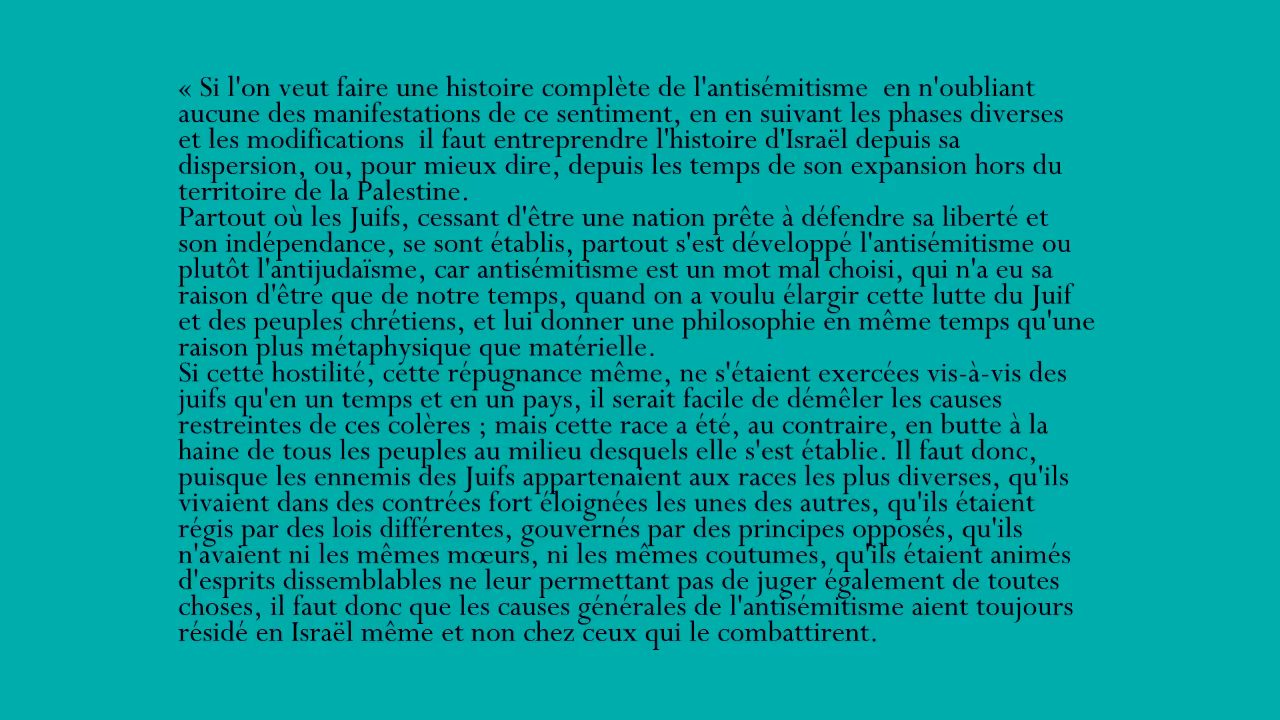 « Si l'on veut faire une histoire complète de l'antisémitisme  en n'oubliant
aucune des manifestations de ce sentiment, en en suivant les phases diverses
et les modifications  il faut entreprendre l'histoire d'Israël depuis sa
dispersion, ou, pour mieux dire, depuis les temps de son expansion hors du
territoire de la Palestine.
Partout où les Juifs, cessant d'être une nation prête à défendre sa liberté et
son indépendance, se sont établis, partout s'est développé l'antisémitisme ou
plutôt l'antijudaïsme, car antisémitisme est un mot mal choisi, qui n'a eu sa
raison d'être que de notre temps, quand on a voulu élargir cette lutte du Juif
et des peuples chrétiens, et lui donner une philosophie en même temps qu'une
raison plus métaphysique que matérielle.
Si cette hostilité, cette répugnance même, ne s'étaient exercées vis-à-vis des
juifs qu'en un temps et en un pays, il serait facile de démêler les causes
restreintes de ces colères ; mais cette race a été, au contraire, en butte à la
haine de tous les peuples au milieu desquels elle s'est établie. Il faut donc,
puisque les ennemis des Juifs appartenaient aux races les plus diverses, qu'ils
vivaient dans des contrées fort éloignées les unes des autres, qu'ils étaient
régis par des lois différentes, gouvernés par des principes opposés, qu'ils
n'avaient ni les mêmes mœurs, ni les mêmes coutumes, qu'ils étaient animés
d'esprits dissemblables ne leur permettant pas de juger également de toutes
choses, il faut donc que les causes générales de l'antisémitisme aient toujours
résidé en Israël même et non chez ceux qui le combattirent.